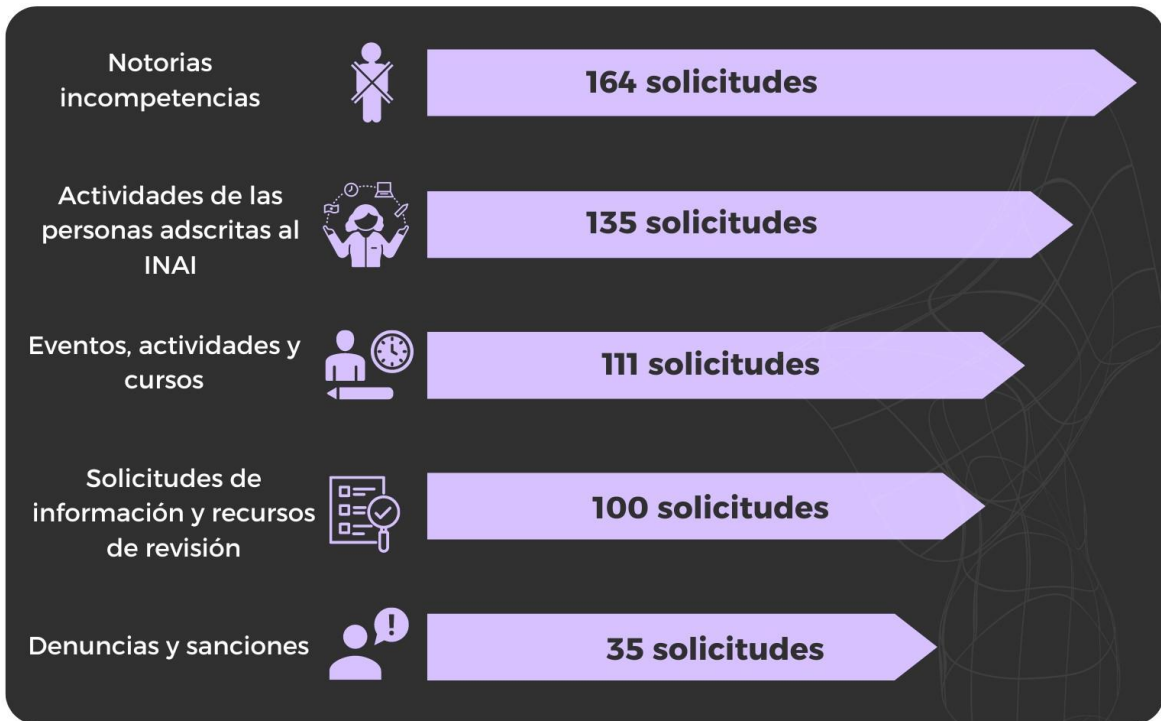 Notorias
incompetencias
164 solicitudes
Actividades de las
personas adscritas al
INAI
135 solicitudes
Eventos, actividades y
cursos
111 solicitudes
Solicitudes de
información y recursos
de revisión
100 solicitudes
Denuncias y sanciones
35 solicitudes